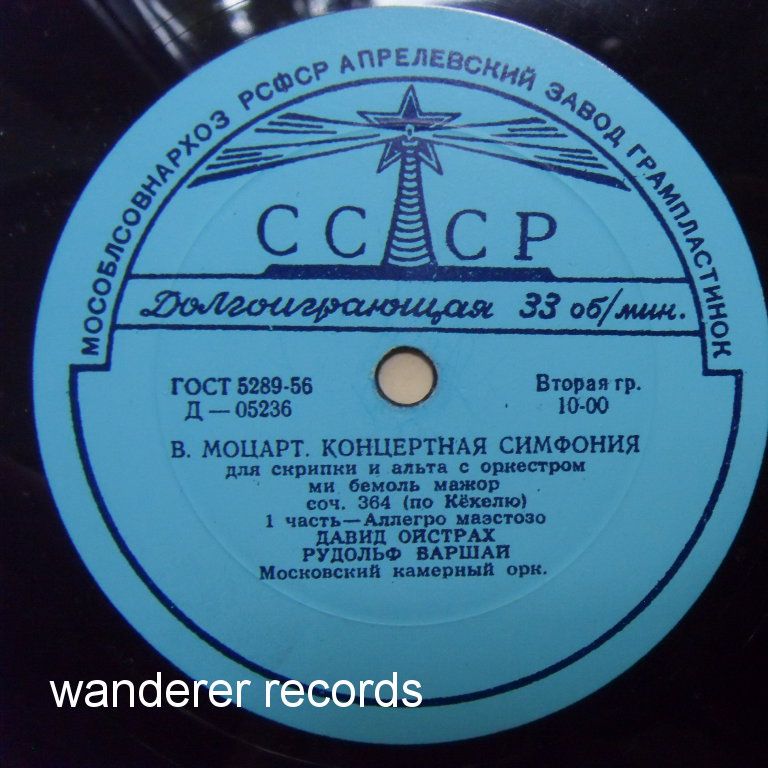 МОСОБЛСОВНАРХОЗ РСФСР АПРЕЛЕВСКИЙ ЗАВОД ГРАМПЛАСТИНОК
СССР
Долгоиграющая 33 об/мин.
ГОСТ 5289-56
Д — 05236
Вторая гр.
10-00
В. МОЦАРТ. КОНЦЕРТНАЯ СИМФОНИЯ
для скрипки и альта с оркестром
ми бемоль мажор
соч. 364 (по Кёхелю)
1 часть—Аллегро маэстозо
ДАВИД ОЙСТРАХ
РУДОЛЬФ БАРШАЙ
Московский камерный орк.
wanderer records